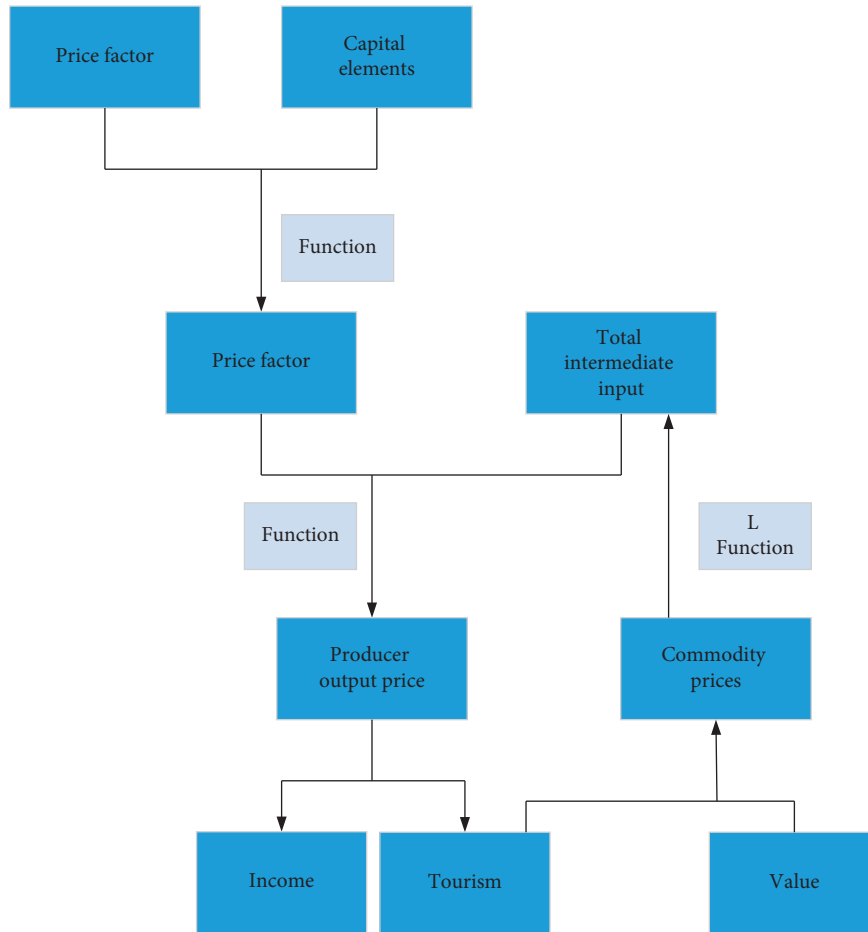 Price factor
Capital
elements
Function
Price factor
Total
intermediate
input
Function
L
Function
Producer
output price
Commodity
prices
Income
Tourism
Value